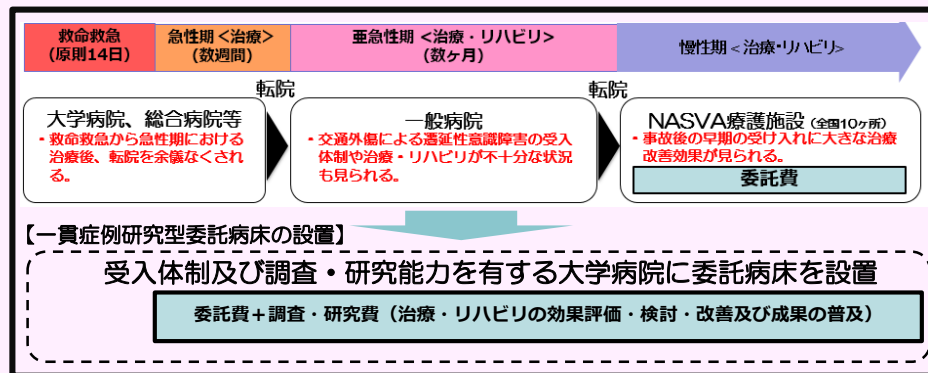 救命救急
(原則14日)
急性期<治療>
(数週間)
亜急性期<治療・リハビリ>
(数ヶ月)
慢性期<治療・リハビリ>
転院
転院
大学病院、総合病院等
・救命救急から急性期における
治療後、転院を余儀なくされ
る。
一般病院
・交通外傷による遷延性意識障害の受入
体制や治療・リハビリが不十分な状況
も見られる。
NASVA療護施設(全国10ヶ所)
・事故後の早期の受け入れに大きな治療
改善効果が見られる。
委託費
【一貫症例研究型委託病床の設置】
受入体制及び調査・研究能力を有する大学病院に委託病床を設置
委託費+調査・研究費(治療・リハビリの効果評価・検討・改善及び成果の普及)